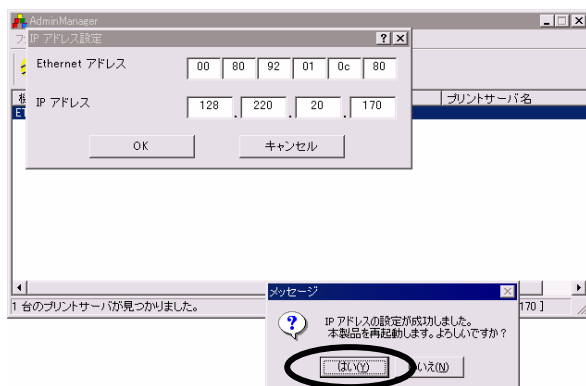 AdminManager
IP アドレス設定
Ethernet アドレス 00 80 92 01 0c 80
IP アドレス 128 . 220 . 20 . 170
OK キャンセル
プリントサーバ名
1 台のプリントサーバが見つかりました。
170 ]
メッセージ
IP アドレスの設定が成功しました。
本製品を再起動します。よろしいですか？
はい(Y) いいえ(N)